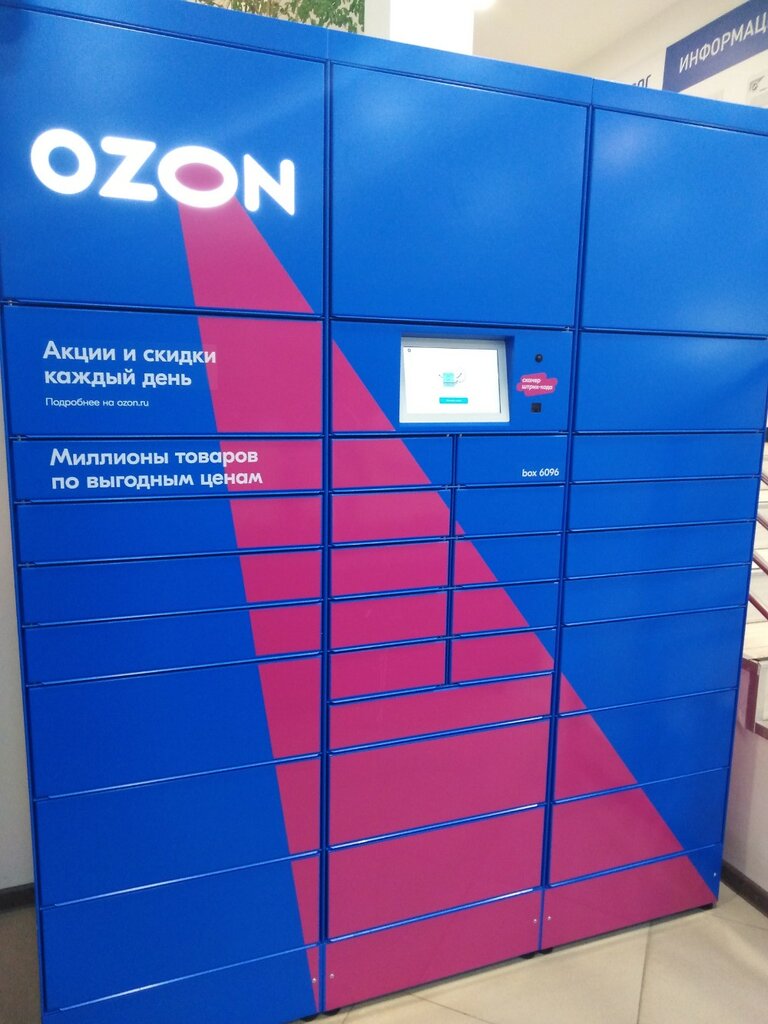 ИНФОРМАЦ
OZON
Акции и скидки
каждый день
Подробнее на ozon.ru
сканер
штрих-кода
Миллионы товаров
по выгодным ценам
box 6096